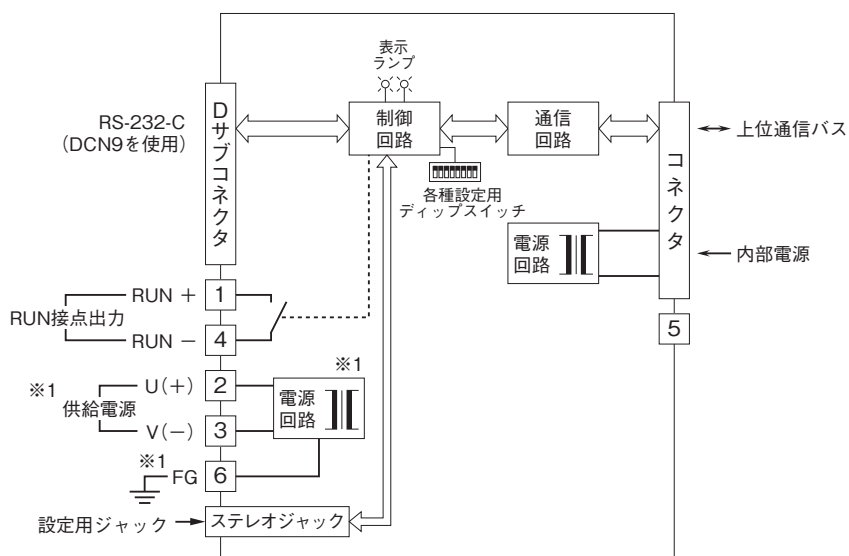 表示
ランプ
RS-232-C
(DCN9を使用)
Dサブコネクタ
制御
回路
通信
回路
コネクタ
上位通信バス
各種設定用
ディップスイッチ
電源
回路
内部電源
RUN +
1
RUN接点出力
RUN −
4
5
※1
U(+)
2
※1
供給電源
電源
回路
V(−)
3
※1
FG
6
設定用ジャック
ステレオジャック